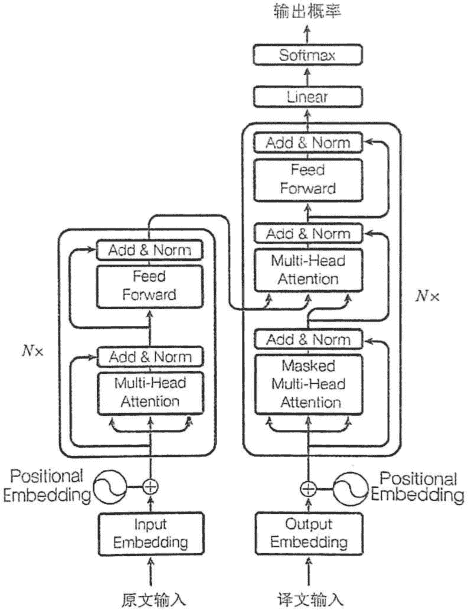 输出概率
Softmax
Linear
Add & Norm
Feed
Forward
Add & Norm
Multi-Head
Attention
N×
Add & Norm
Masked
Multi-Head
Attention
Positional
Embedding
Output
Embedding
译文输入
Add & Norm
Feed
Forward
N×
Add & Norm
Multi-Head
Attention
Positional
Embedding
Input
Embedding
原文输入